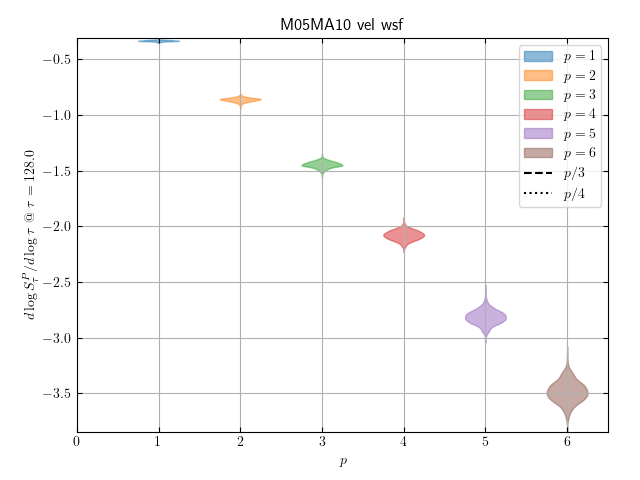 M05MA10 vel wsf
d log S_τ^P / d log τ @ τ = 128.0
−0.5
−1.0
−1.5
−2.0
−2.5
−3.0
−3.5
p = 1
p = 2
p = 3
p = 4
p = 5
p = 6
p/3
p/4
0 1 2 3 4 5 6
p